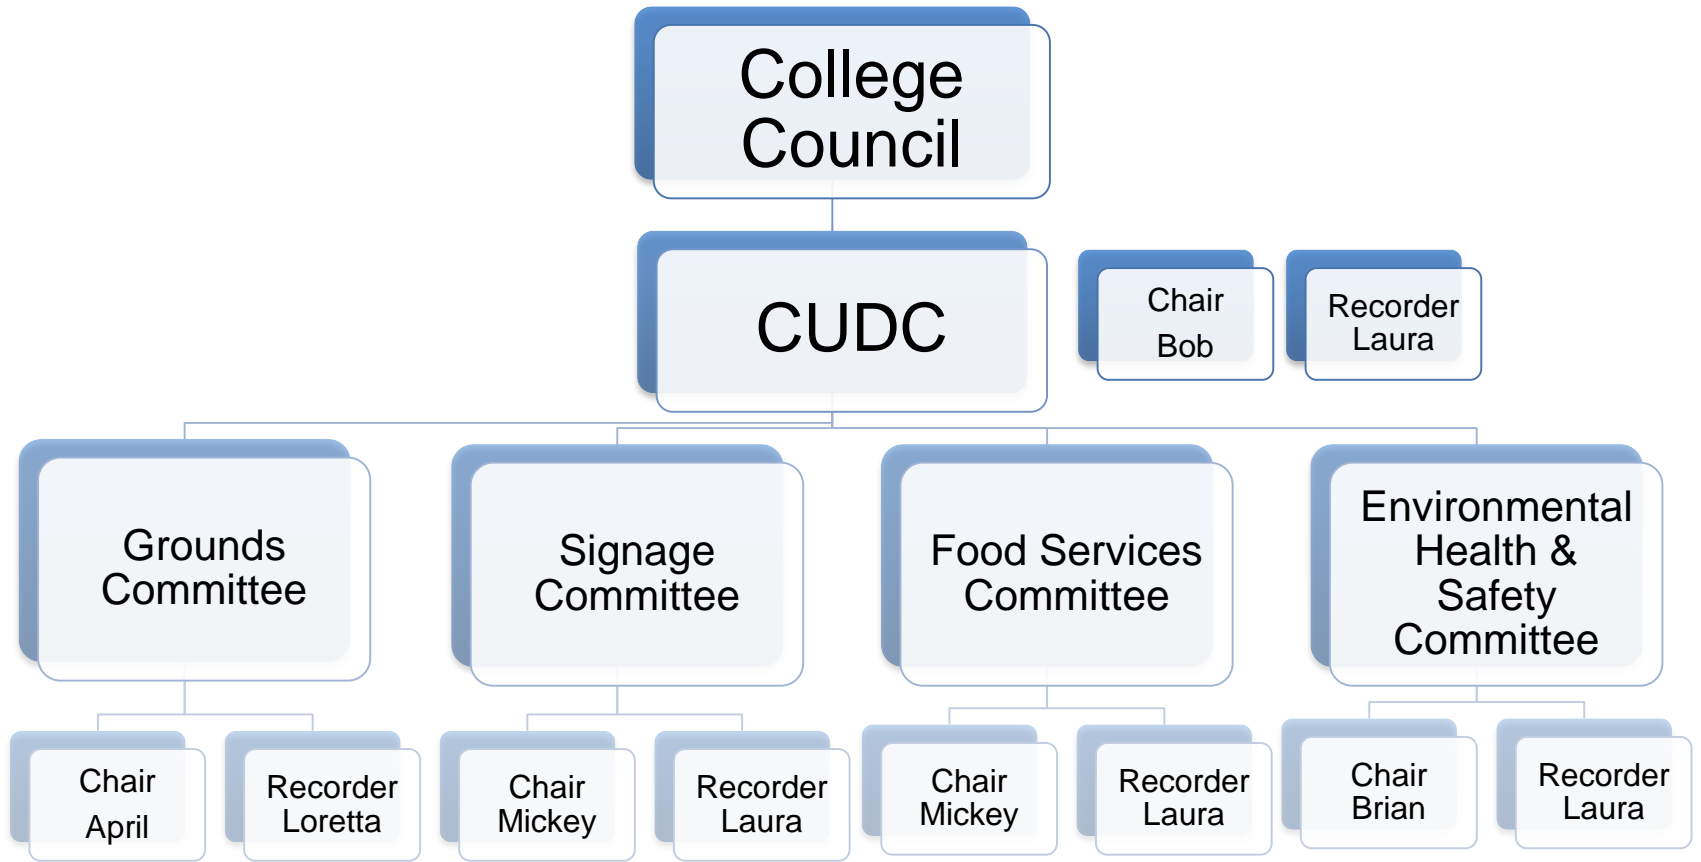 College
Council
CUDC
Chair
Bob
Recorder
Laura
Grounds
Committee
Signage
Committee
Food Services
Committee
Environmental
Health &
Safety
Committee
Chair
April
Recorder
Loretta
Chair
Mickey
Recorder
Laura
Chair
Mickey
Recorder
Laura
Chair
Brian
Recorder
Laura